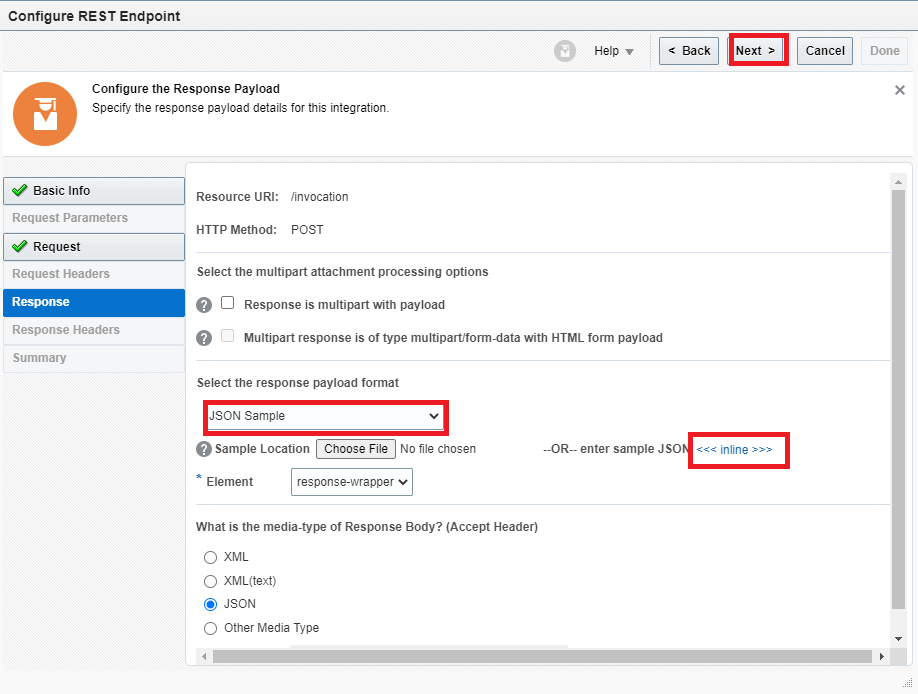 Configure REST Endpoint
Help
< Back
Next >
Cancel
Done
Configure the Response Payload
Specify the response payload details for this integration.
Basic Info
Request Parameters
Request
Request Headers
Response
Response Headers
Summary
Resource URI: /invocation
HTTP Method: POST
Select the multipart attachment processing options
Response is multipart with payload
Multipart response is of type multipart/form-data with HTML form payload
Select the response payload format
JSON Sample
Sample Location Choose File No file chosen --OR-- enter sample JSON <<< inline >>>
* Element response-wrapper
What is the media-type of Response Body? (Accept Header)
XML
XML(text)
JSON
Other Media Type